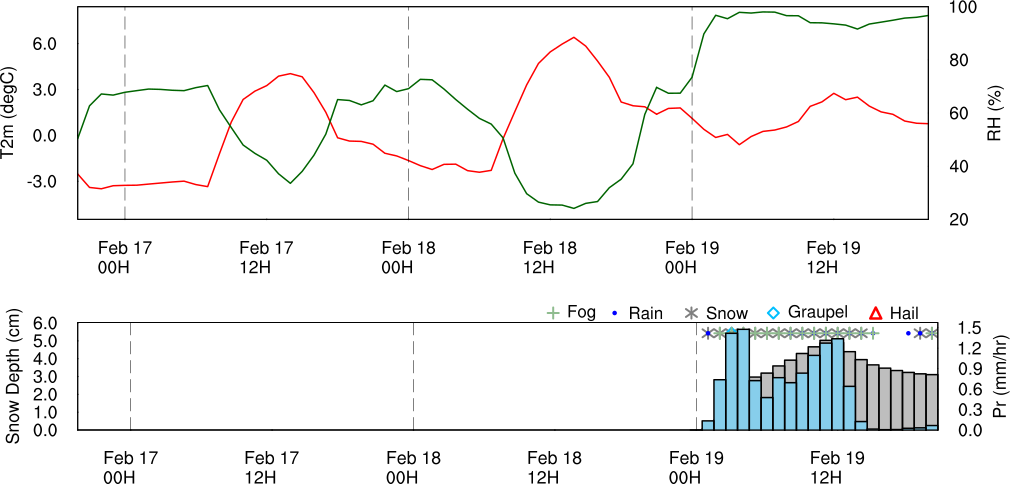 T2m (degC)
6.0
3.0
0.0
-3.0
100
80
60
40
20
RH (%)
Feb 17 Feb 17 Feb 18 Feb 18 Feb 19 Feb 19
00H 12H 00H 12H 00H 12H
Fog Rain Snow Graupel Hail
Snow Depth (cm)
6.0
5.0
4.0
3.0
2.0
1.0
0.0
1.5
1.2
0.9
0.6
0.3
0.0
Pr (mm/hr)
Feb 17 Feb 17 Feb 18 Feb 18 Feb 19 Feb 19
00H 12H 00H 12H 00H 12H